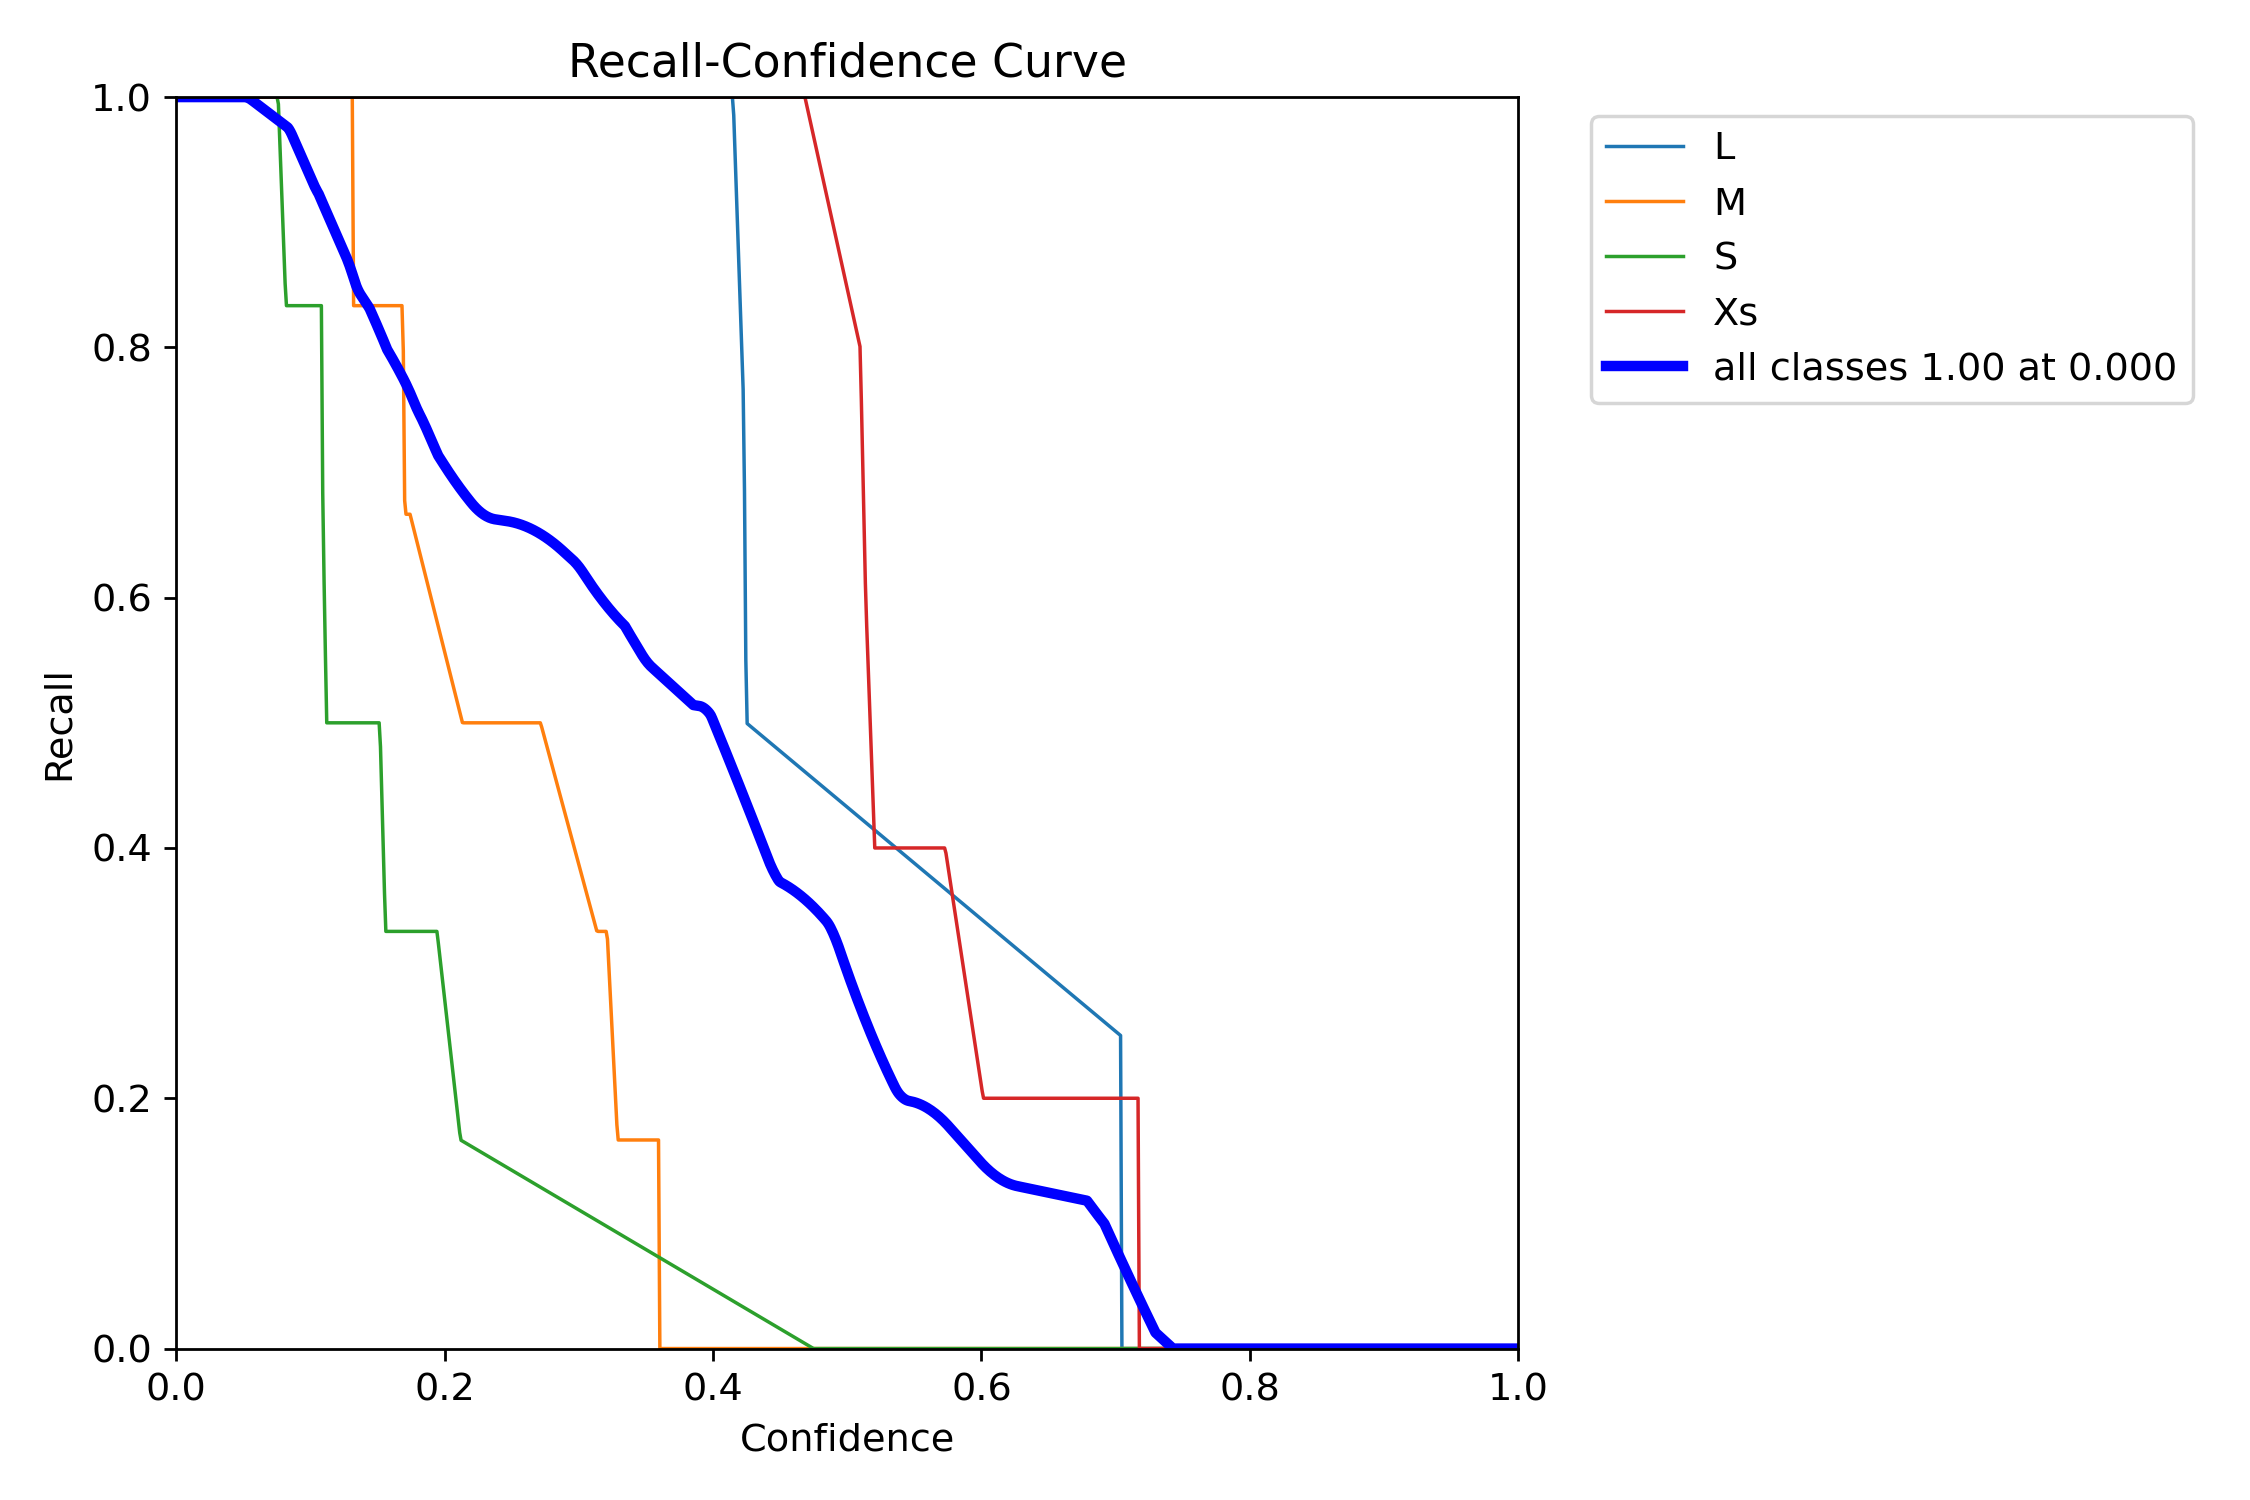 Recall-Confidence Curve
1.0
0.8
0.6
0.4
0.2
0.0
Recall
0.0 0.2 0.4 0.6 0.8 1.0
Confidence
L
M
S
Xs
all classes 1.00 at 0.000